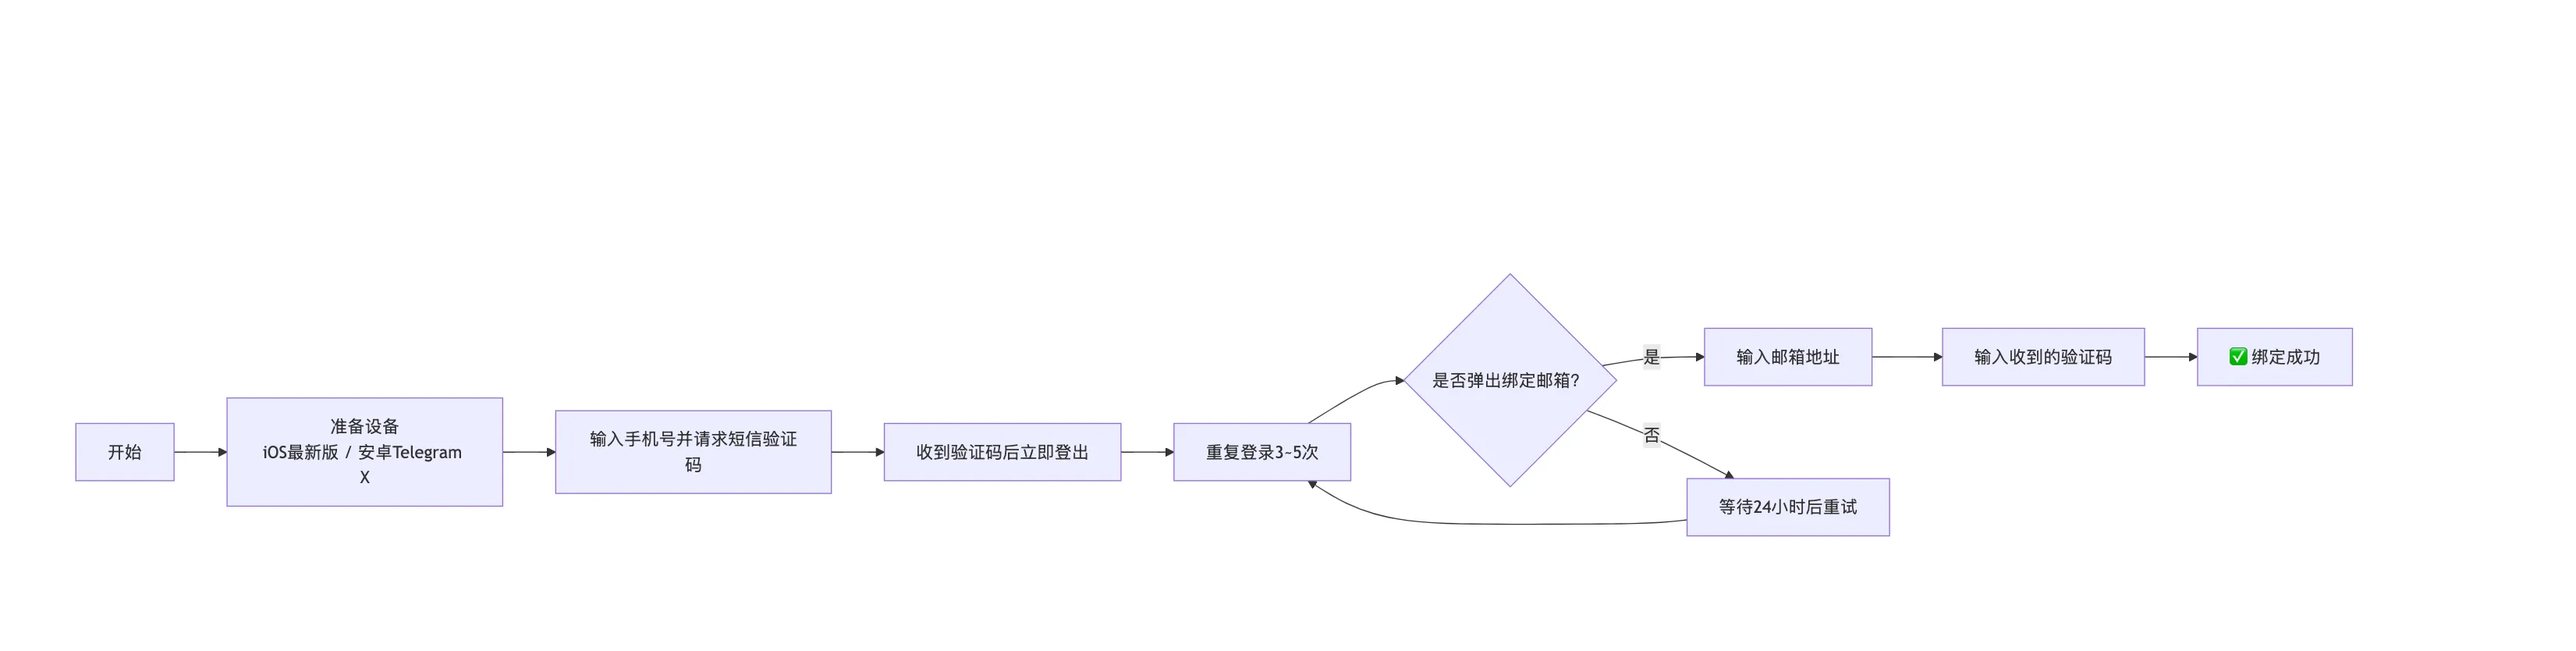 开始
准备设备
iOS最新版 / 安卓Telegram
X
输入手机号并请求短信验证
码
收到验证码后立即登出
重复登录3~5次
是否弹出绑定邮箱?
是
否
输入邮箱地址
输入收到的验证码
✅ 绑定成功
等待24小时后重试